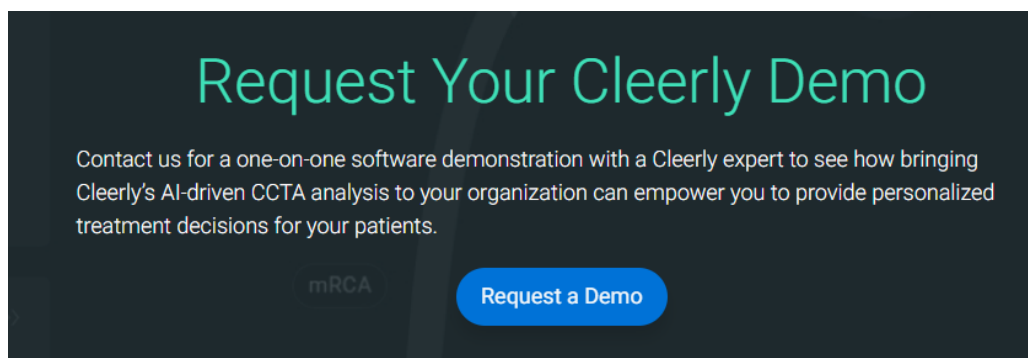 Request Your Cleerly Demo
Contact us for a one-on-one software demonstration with a Cleerly expert to see how bringing
Cleerly's AI-driven CCTA analysis to your organization can empower you to provide personalized
treatment decisions for your patients.
mRCA
Request a Demo